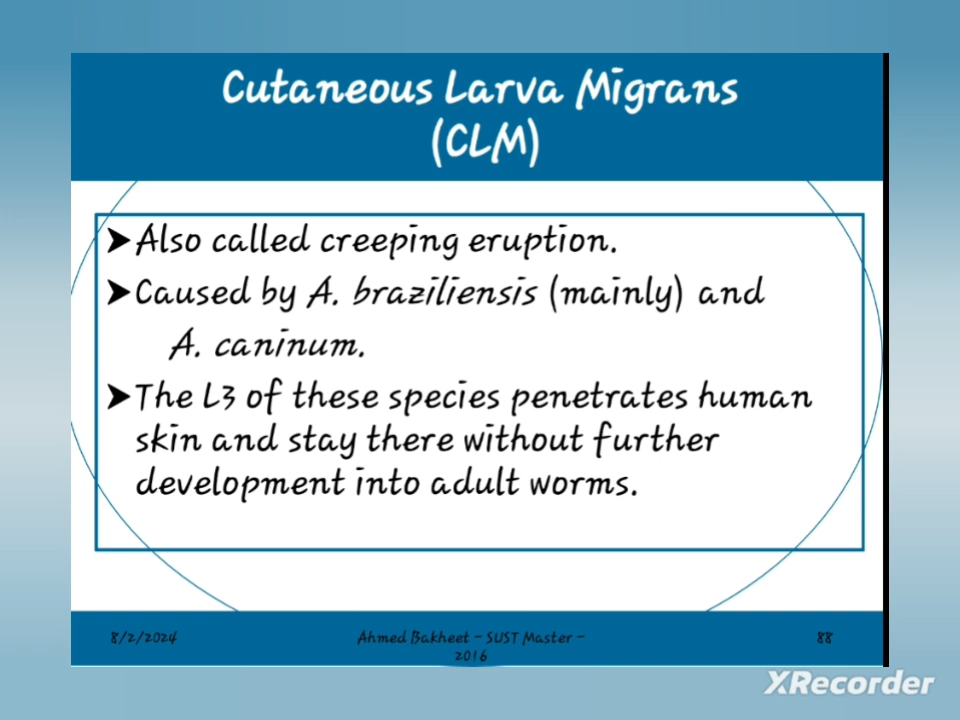 Cutaneous Larva Migrans
(CLM)
➤Also called creeping eruption.
➤Caused by A. braziliensis (mainly) and
A. caninum.
➤The L3 of these species penetrates human
skin and stay there without further
development into adult worms.
8/2/2024
Ahmed Bakheet - SUST Master -
2016
88
XRecorder